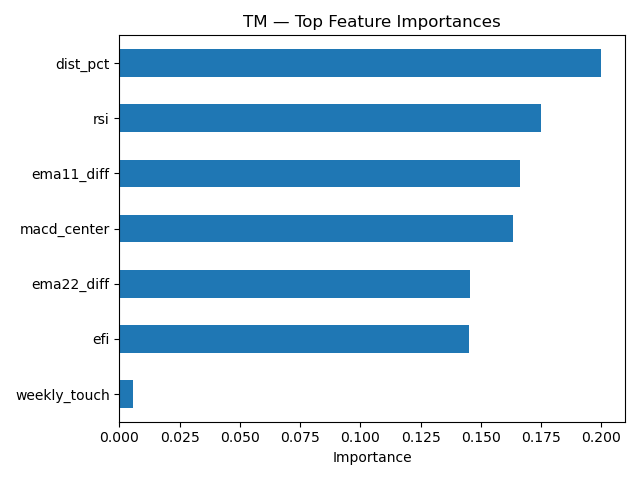 TM — Top Feature Importances
dist_pct
rsi
ema11_diff
macd_center
ema22_diff
efi
weekly_touch
0.000 0.025 0.050 0.075 0.100 0.125 0.150 0.175 0.200
Importance